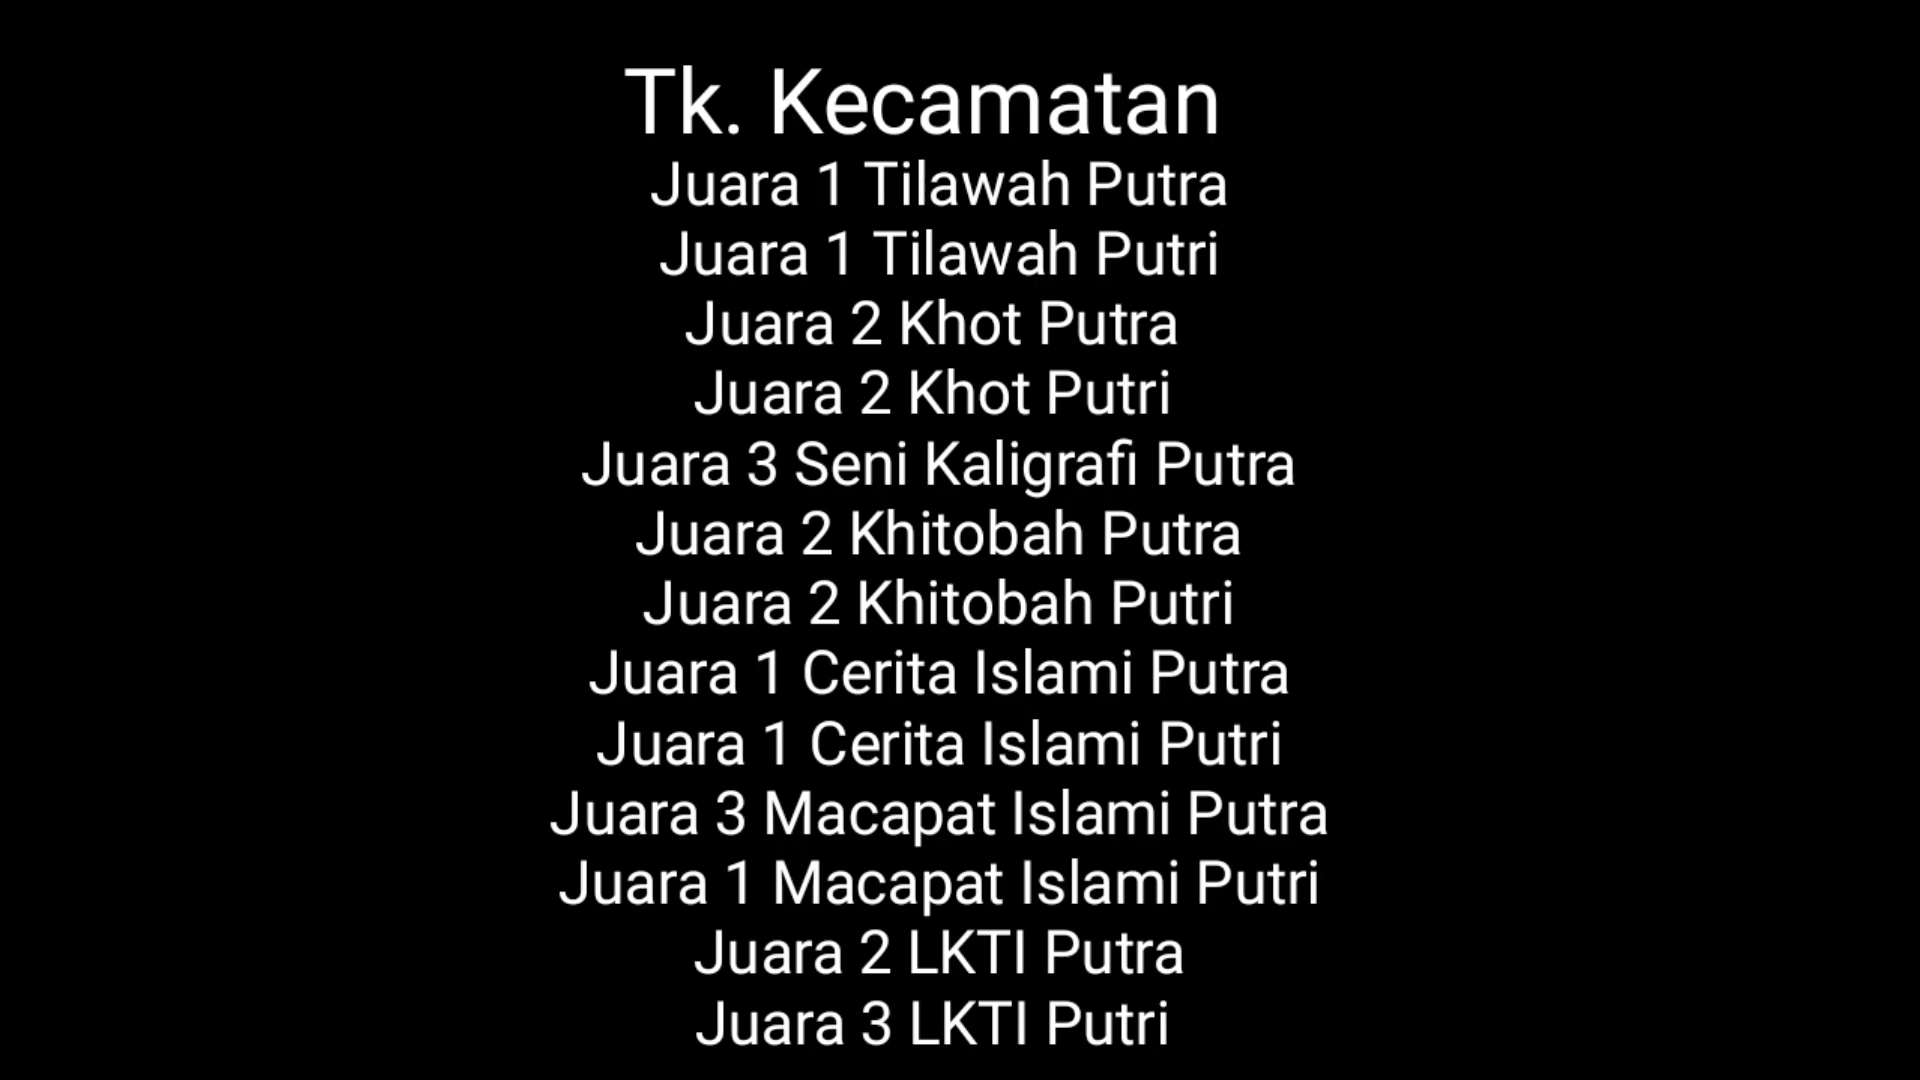 Tk. Kecamatan
Juara 1 Tilawah Putra
Juara 1 Tilawah Putri
Juara 2 Khot Putra
Juara 2 Khot Putri
Juara 3 Seni Kaligrafi Putra
Juara 2 Khitobah Putra
Juara 2 Khitobah Putri
Juara 1 Cerita Islami Putra
Juara 1 Cerita Islami Putri
Juara 3 Macapat Islami Putra
Juara 1 Macapat Islami Putri
Juara 2 LKTI Putra
Juara 3 LKTI Putri